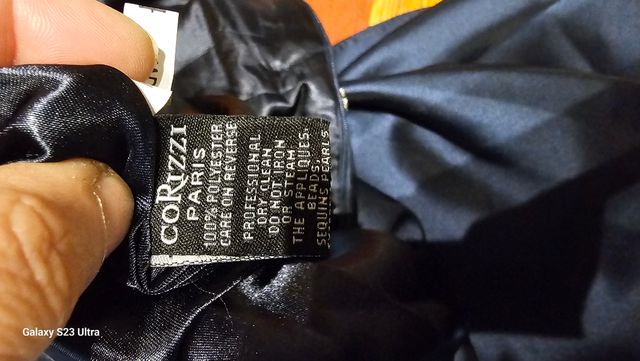 coRIZZI
PARIS
100% POLYESTER
CARE ON REVERSE
PROFESSIONAL
DRY CLEAN
DO NOT IRON
OR STEAM
THE APPLIQUES,
BEADS,
SEQUINS PEARLS
Galaxy S23 Ultra